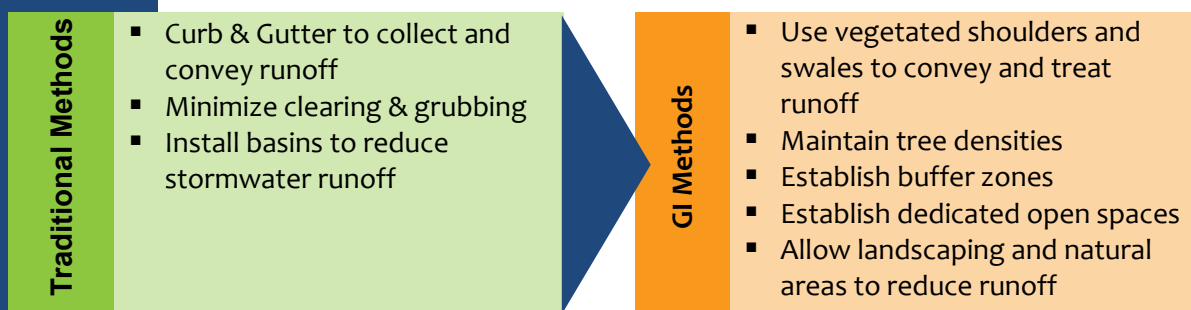 Traditional Methods
▪ Curb & Gutter to collect and
convey runoff
▪ Minimize clearing & grubbing
▪ Install basins to reduce
stormwater runoff
GI Methods
▪ Use vegetated shoulders and
swales to convey and treat
runoff
▪ Maintain tree densities
▪ Establish buffer zones
▪ Establish dedicated open spaces
▪ Allow landscaping and natural
areas to reduce runoff